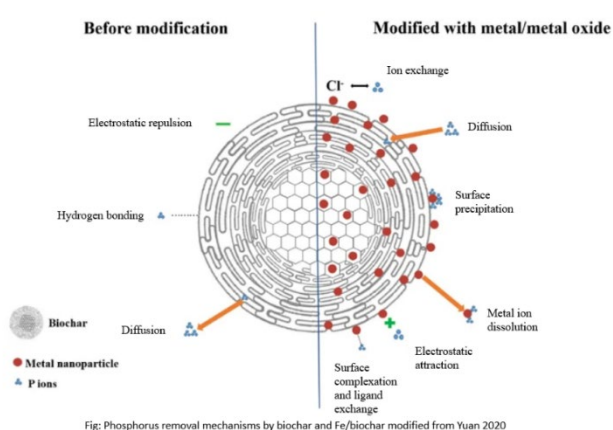 Before modification
Modified with metal/metal oxide
Cl⁻
Ion exchange
Electrostatic repulsion
Diffusion
Hydrogen bonding
Surface
precipitation
Biochar
Diffusion
Metal ion
dissolution
Metal nanoparticle
P ions
Surface
complexation
and ligand
exchange
Electrostatic
attraction
Fig: Phosphorus removal mechanisms by biochar and Fe/biochar modified from Yuan 2020